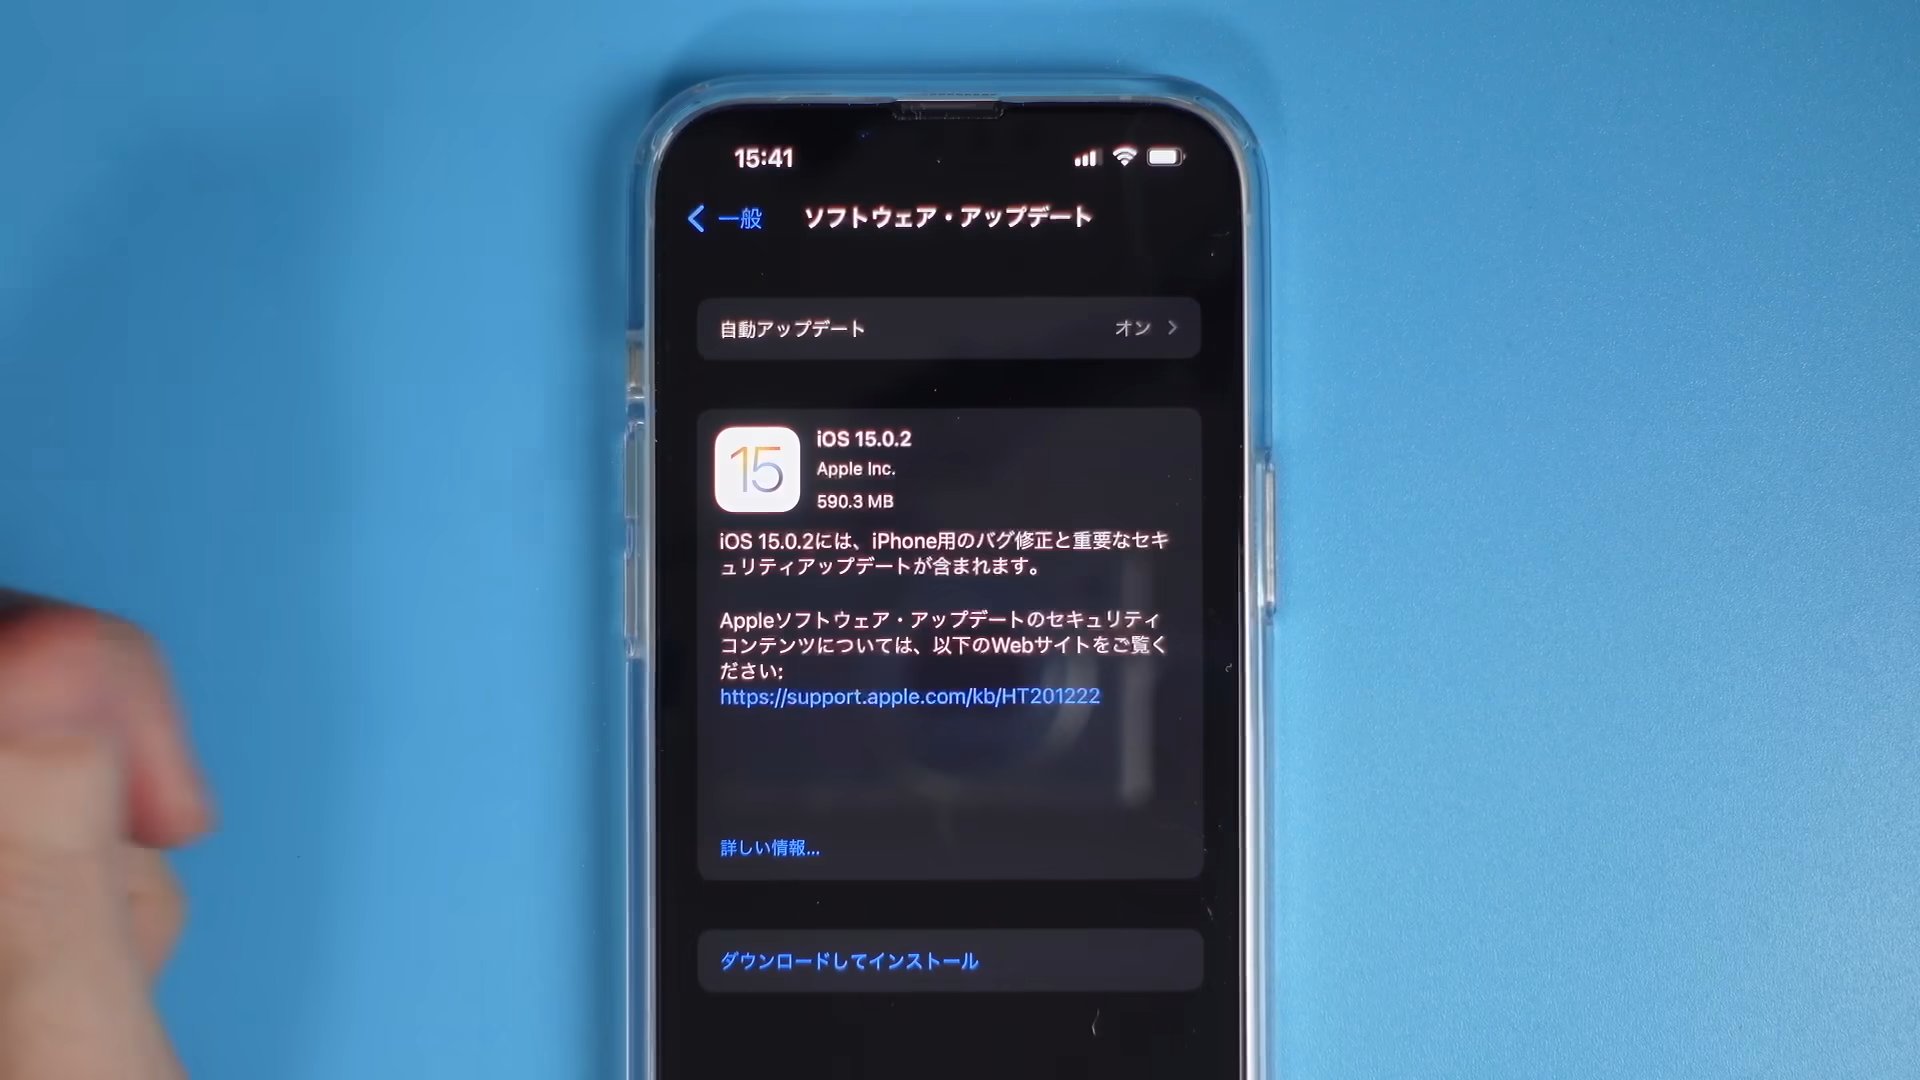 15:41
一般 ソフトウェア・アップデート
自動アップデート オン
15
iOS 15.0.2
Apple Inc.
590.3 MB
iOS 15.0.2には、iPhone用のバグ修正と重要なセキ
ュリティアップデートが含まれます。
Appleソフトウェア・アップデートのセキュリティ
コンテンツについては、以下のWebサイトをご覧く
ださい:
https://support.apple.com/kb/HT201222
詳しい情報...
ダウンロードしてインストール